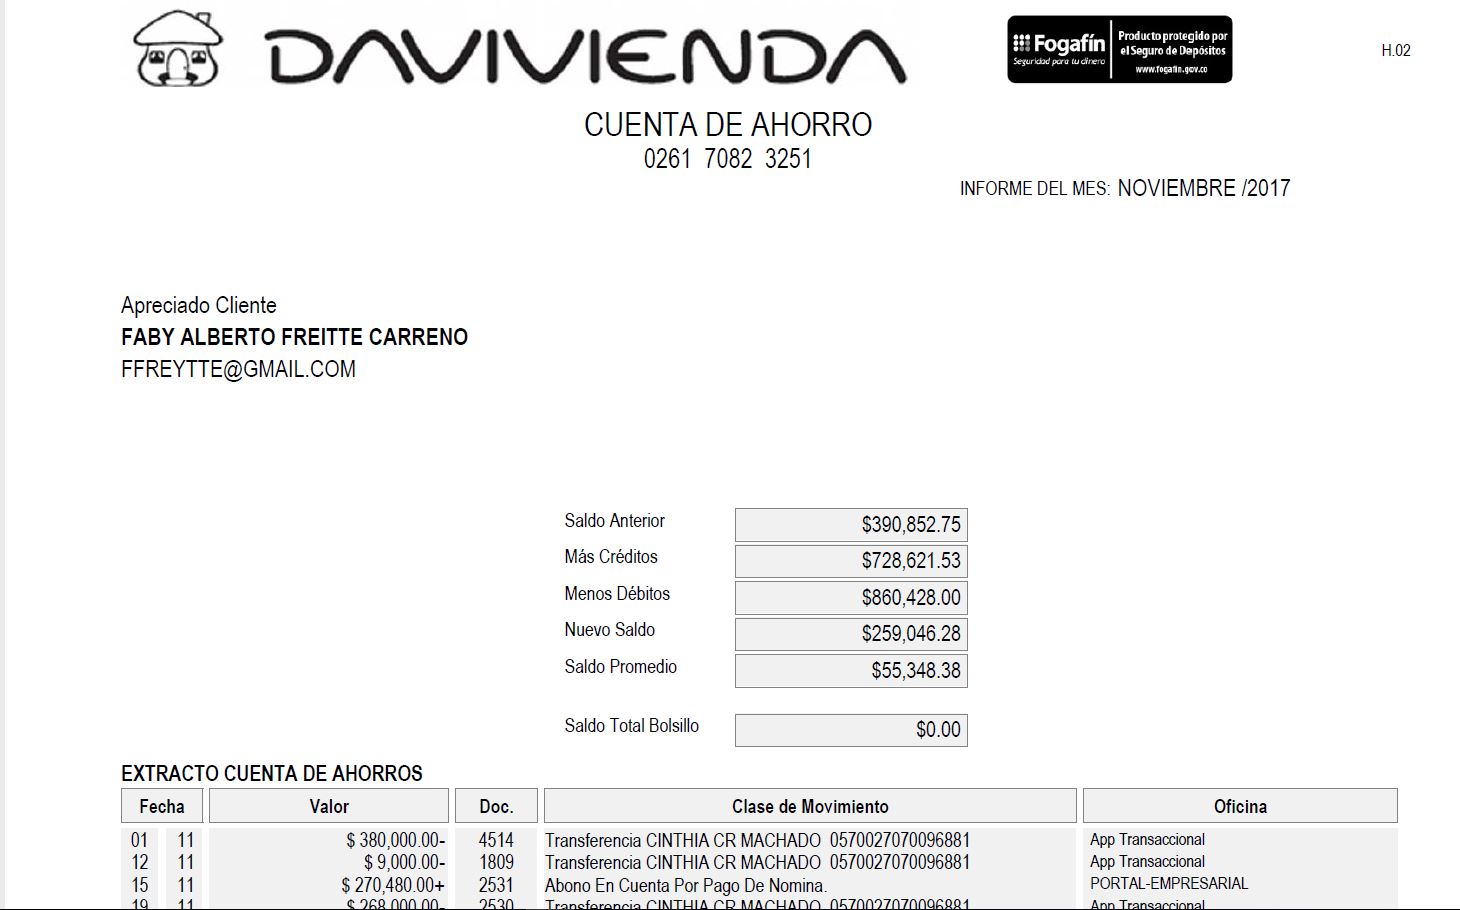 DAVIVIENDA
Fogafín
Seguridad para tu dinero
Producto protegido por
el Seguro de Depósitos
www.fogafin.gov.co
H.02
CUENTA DE AHORRO
0261 7082 3251
INFORME DEL MES: NOVIEMBRE /2017
Apreciado Cliente
FABY ALBERTO FREITTE CARRENO
FFREYTTE@GMAIL.COM
Saldo Anterior $390,852.75
Más Créditos $728,621.53
Menos Débitos $860,428.00
Nuevo Saldo $259,046.28
Saldo Promedio $55,348.38
Saldo Total Bolsillo $0.00
EXTRACTO CUENTA DE AHORROS
Fecha Valor Doc. Clase de Movimiento Oficina
01 11 $ 380,000.00- 4514 Transferencia CINTHIA CR MACHADO 0570027070096881 App Transaccional
12 11 $ 9,000.00- 1809 Transferencia CINTHIA CR MACHADO 0570027070096881 App Transaccional
15 11 $ 270,480.00+ 2531 Abono En Cuenta Por Pago De Nomina. PORTAL-EMPRESARIAL
19 11 $ 268,000.00- 2530 Transferencia CINTHIA CR MACHADO 0570027070096881 App Transaccional